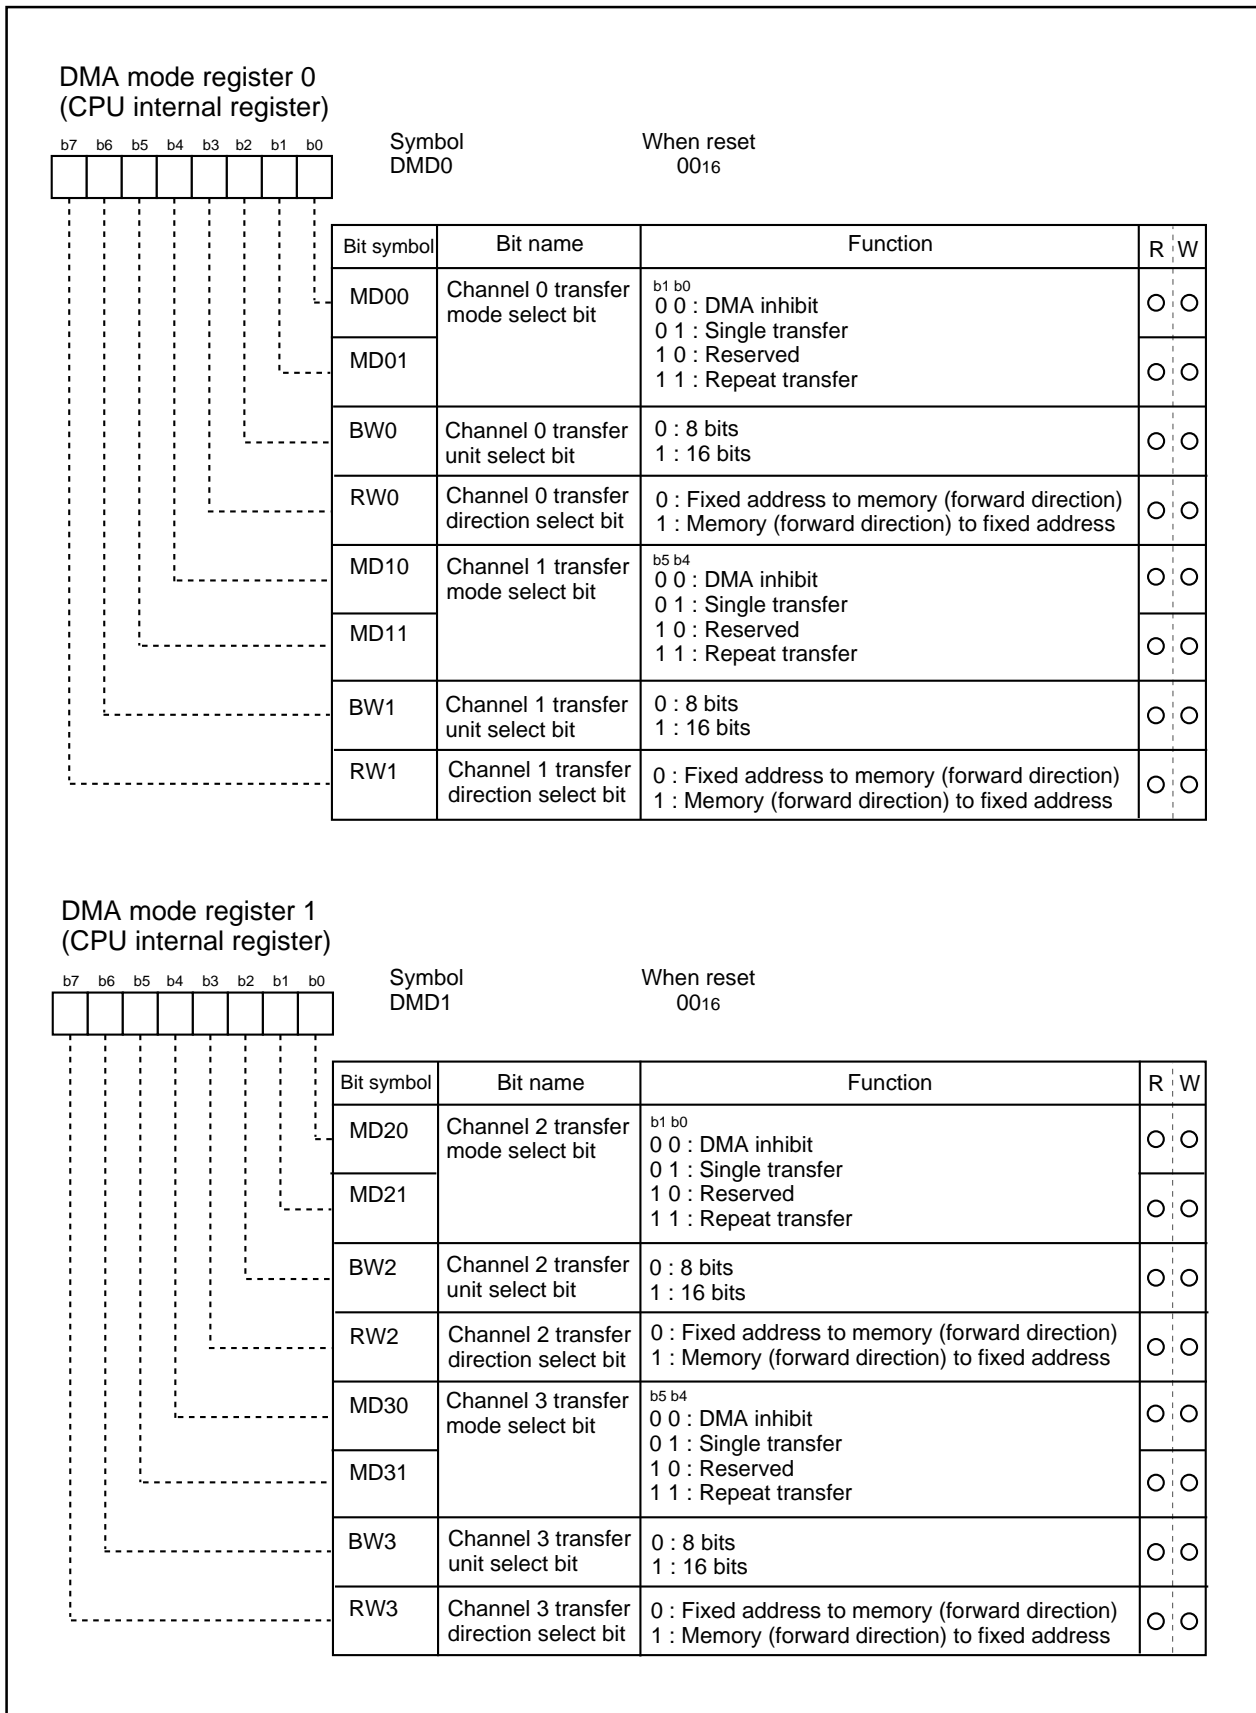 DMA mode register 0
(CPU internal register)
b7 b6 b5 b4 b3 b2 b1 b0
Symbol When reset
DMD0 0016
Bit symbol Bit name Function R W
MD00 Channel 0 transfer mode select bit
b1 b0
0 0 : DMA inhibit
0 1 : Single transfer
1 0 : Reserved
1 1 : Repeat transfer
MD01
BW0 Channel 0 transfer unit select bit
0 : 8 bits
1 : 16 bits
RW0 Channel 0 transfer direction select bit
0 : Fixed address to memory (forward direction)
1 : Memory (forward direction) to fixed address
MD10 Channel 1 transfer mode select bit
b5 b4
0 0 : DMA inhibit
0 1 : Single transfer
1 0 : Reserved
1 1 : Repeat transfer
MD11
BW1 Channel 1 transfer unit select bit
0 : 8 bits
1 : 16 bits
RW1 Channel 1 transfer direction select bit
0 : Fixed address to memory (forward direction)
1 : Memory (forward direction) to fixed address
DMA mode register 1
(CPU internal register)
b7 b6 b5 b4 b3 b2 b1 b0
Symbol When reset
DMD1 0016
Bit symbol Bit name Function R W
MD20 Channel 2 transfer mode select bit
b1 b0
0 0 : DMA inhibit
0 1 : Single transfer
1 0 : Reserved
1 1 : Repeat transfer
MD21
BW2 Channel 2 transfer unit select bit
0 : 8 bits
1 : 16 bits
RW2 Channel 2 transfer direction select bit
0 : Fixed address to memory (forward direction)
1 : Memory (forward direction) to fixed address
MD30 Channel 3 transfer mode select bit
b5 b4
0 0 : DMA inhibit
0 1 : Single transfer
1 0 : Reserved
1 1 : Repeat transfer
MD31
BW3 Channel 3 transfer unit select bit
0 : 8 bits
1 : 16 bits
RW3 Channel 3 transfer direction select bit
0 : Fixed address to memory (forward direction)
1 : Memory (forward direction) to fixed address